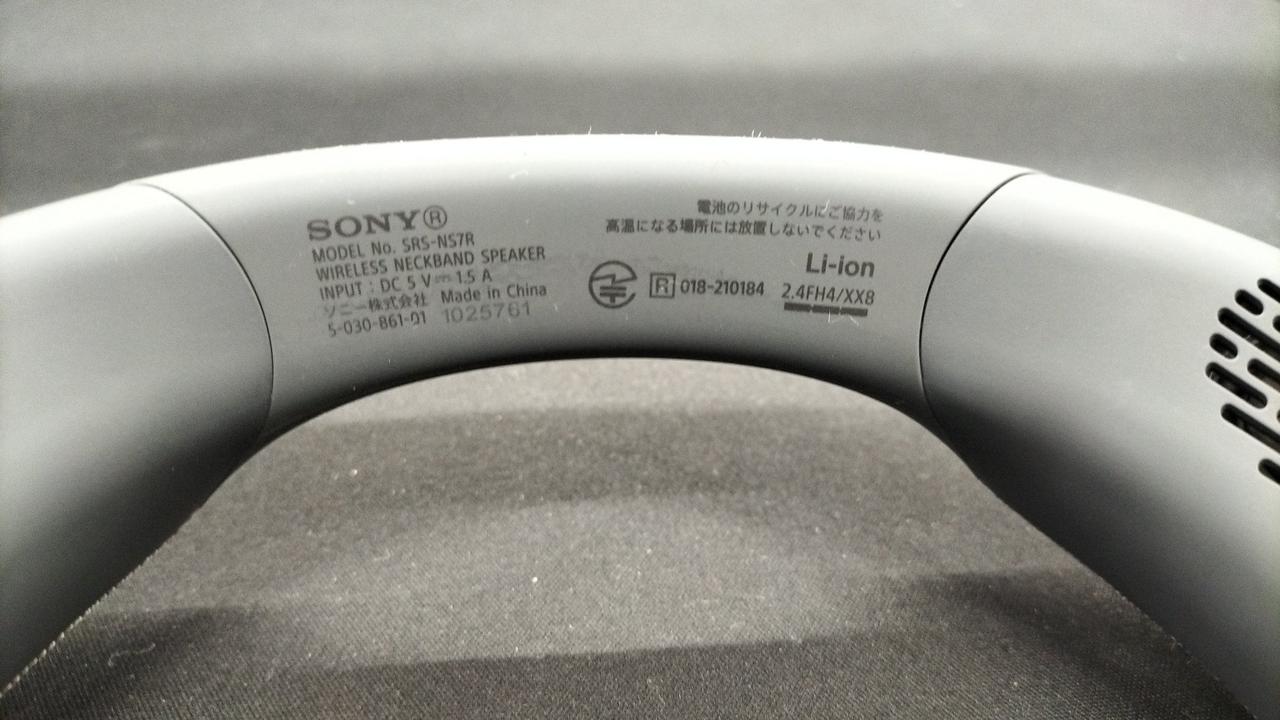 SONY®
MODEL No. SRS-NS7R
WIRELESS NECKBAND SPEAKER
INPUT : DC 5 V⎓ 1.5 A
ソニー株式会社 Made in China
5-030-861-01 1025761
電池のリサイクルにご協力を
高温になる場所には放置しないでください
Li-ion
R 018-210184 2.4FH4/XX8